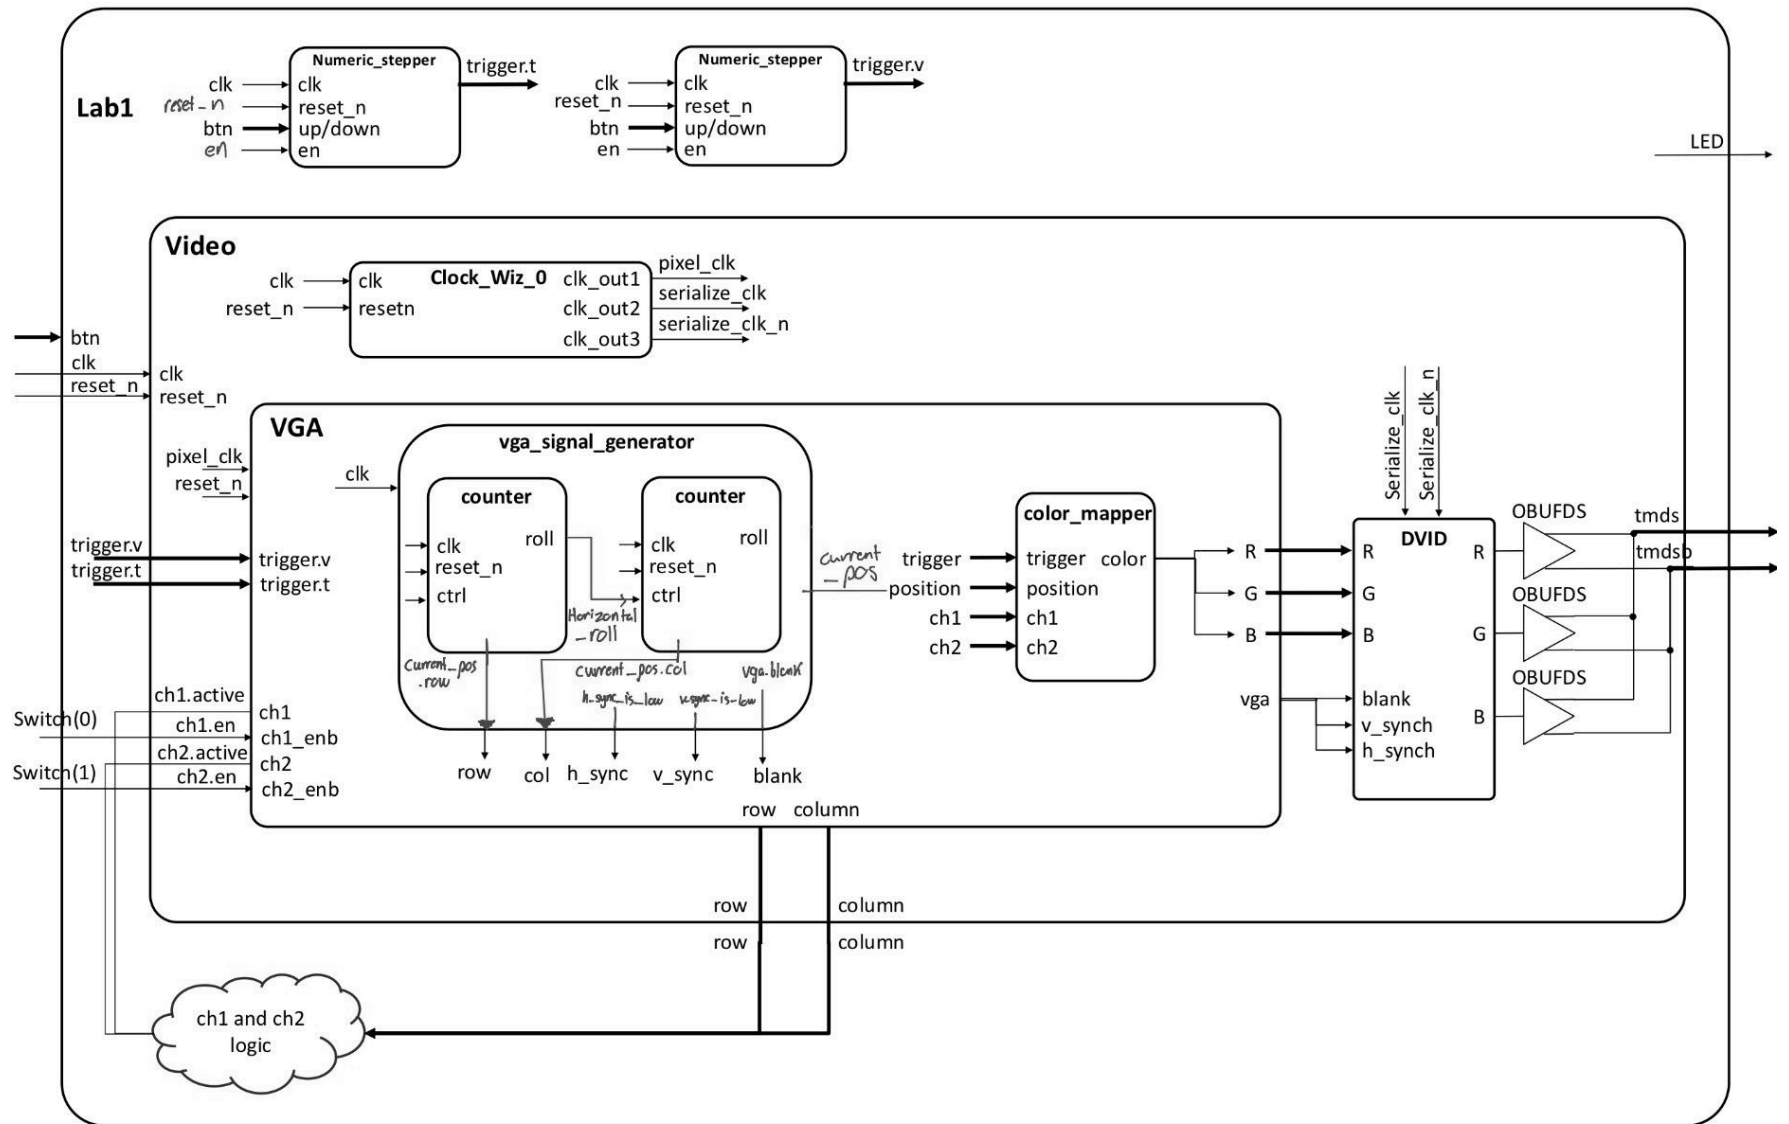 Lab1
Numeric_stepper
clk
clk
reset_n
reset_n
btn
up/down
en
en
trigger.t
Numeric_stepper
clk
clk
reset_n
reset_n
btn
up/down
en
en
trigger.v
LED
Video
Clock_Wiz_0
clk
clk
reset_n
resetn
clk_out1
clk_out2
clk_out3
pixel_clk
serialize_clk
serialize_clk_n
btn
clk
reset_n
clk
reset_n
VGA
pixel_clk
reset_n
trigger.v
trigger.t
trigger.v
trigger.t
clk
vga_signal_generator
counter
clk
reset_n
ctrl
roll
Horizontal
_roll
counter
clk
reset_n
ctrl
roll
current_pos
.row
current_pos.col
h_sync_is_low
v_sync_is_low
vga.blank
row
col
h_sync
v_sync
blank
current
_pos
trigger
position
ch1
ch2
color_mapper
trigger
position
ch1
ch2
color
R
G
B
vga
Serialize_clk
Serialize_clk_n
DVID
R
G
B
blank
v_synch
h_synch
R
G
B
OBUFDS
OBUFDS
OBUFDS
tmds
tmdsb
ch1.active
Switch(0)
ch1.en
ch2.active
Switch(1)
ch2.en
ch1
ch1_enb
ch2
ch2_enb
row column
row column
row column
ch1 and ch2
logic